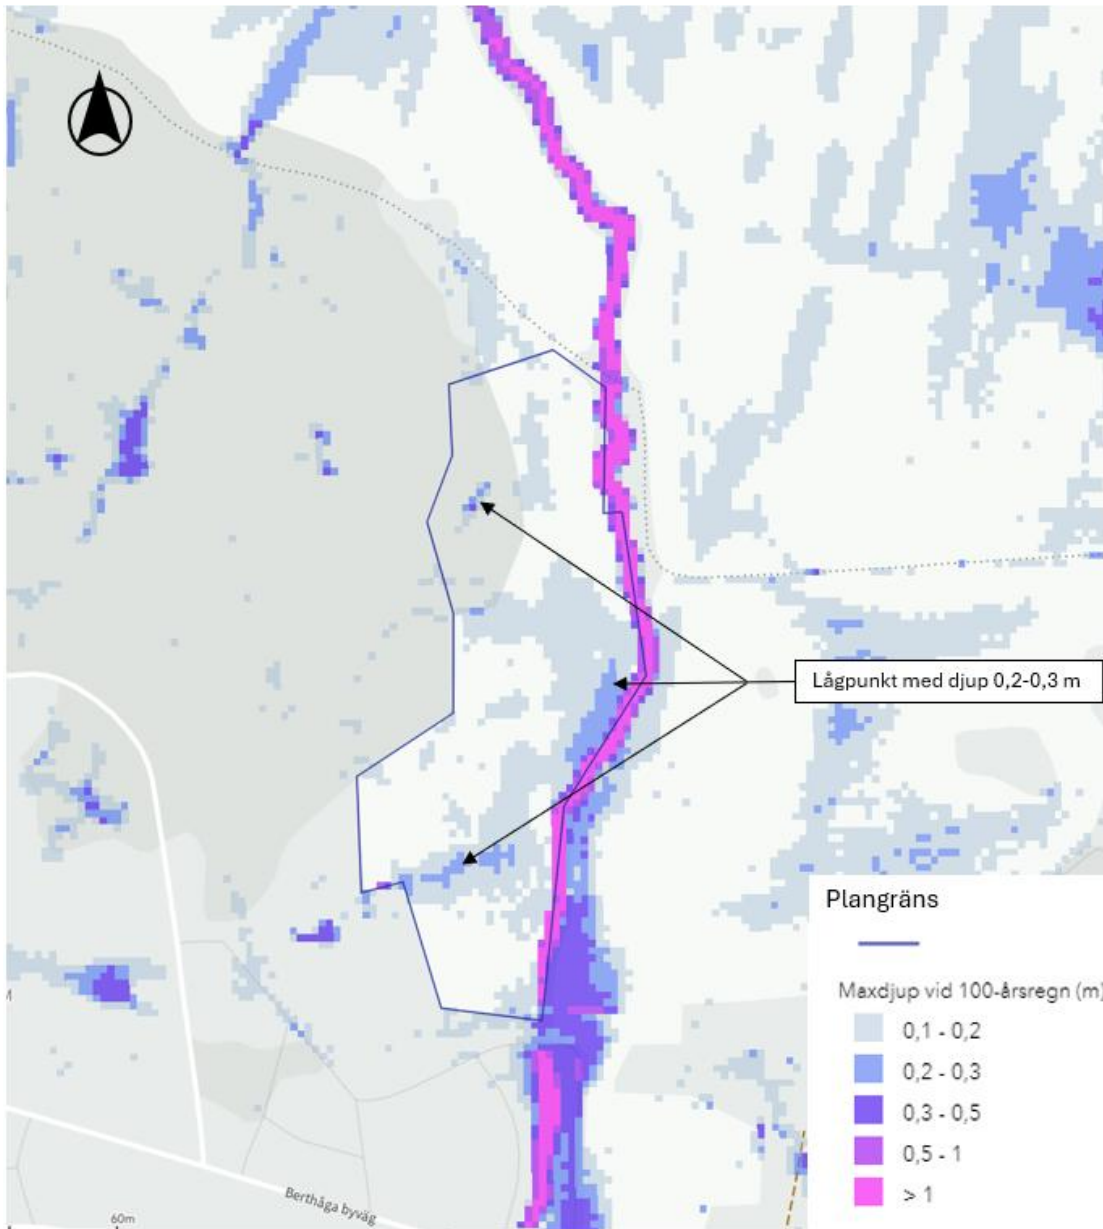 Lågpunkt med djup 0,2-0,3 m
Plangräns
Maxdjup vid 100-årsregn (m)
0,1 - 0,2
0,2 - 0,3
0,3 - 0,5
0,5 - 1
> 1
Berthåga byväg
60m